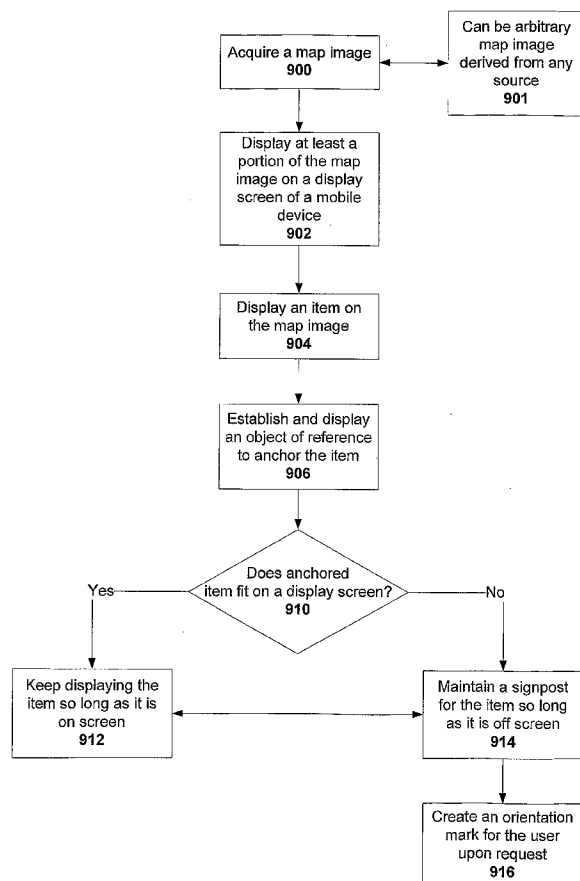 Acquire a map image
900
Can be arbitrary
map image
derived from any
source
901
Display at least a
portion of the map
image on a display
screen of a mobile
device
902
Display an item on
the map image
904
Establish and display
an object of reference
to anchor the item
906
Does anchored
item fit on a display screen?
910
Yes
No
Keep displaying the
item so long as it is
on screen
912
Maintain a signpost
for the item so long
as it is off screen
914
Create an orientation
mark for the user
upon request
916